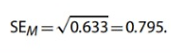 SE_M = √0.633 = 0.795.